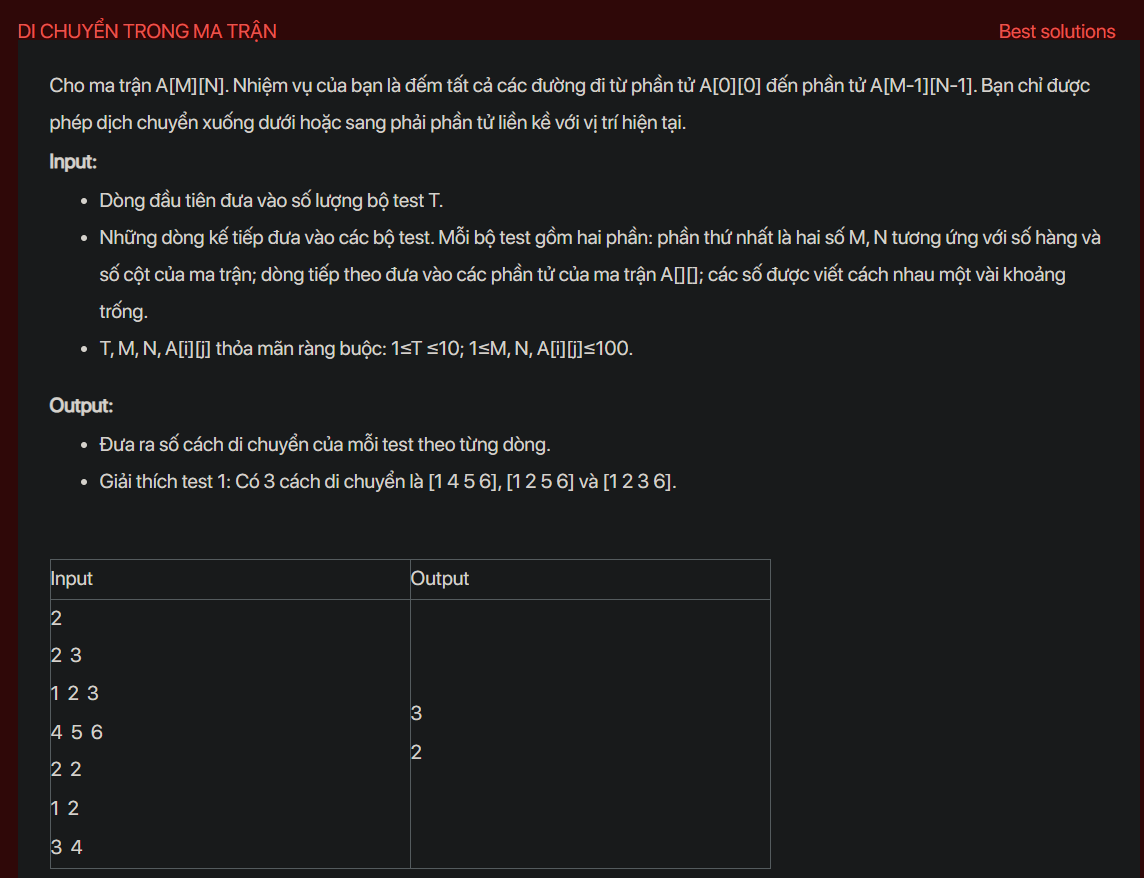 DI CHUYỂN TRONG MA TRẬN
Best solutions
Cho ma trận A[M][N]. Nhiệm vụ của bạn là đếm tất cả các đường đi từ phần tử A[0][0] đến phần tử A[M-1][N-1]. Bạn chỉ được
phép dịch chuyển xuống dưới hoặc sang phải phần tử liền kề với vị trí hiện tại.
Input:
• Dòng đầu tiên đưa vào số lượng bộ test T.
• Những dòng kế tiếp đưa vào các bộ test. Mỗi bộ test gồm hai phần: phần thứ nhất là hai số M, N tương ứng với số hàng và
số cột của ma trận; dòng tiếp theo đưa vào các phần tử của ma trận A[][]; các số được viết cách nhau một vài khoảng
trống.
• T, M, N, A[i][j] thỏa mãn ràng buộc: 1≤T ≤10; 1≤M, N, A[i][j]≤100.
Output:
• Đưa ra số cách di chuyển của mỗi test theo từng dòng.
• Giải thích test 1: Có 3 cách di chuyển là [1 4 5 6], [1 2 5 6] và [1 2 3 6].
Input
Output
2
2 3
1 2 3
4 5 6
2 2
1 2
3 4
3
2